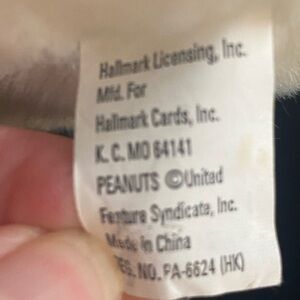 Hallmark Licensing, Inc.
Mfd. For
Hallmark Cards, Inc.
K. C. MO 64141
PEANUTS ©United
Feature Syndicate, Inc.
Made in China
REG. NO. PA-6624 (HK)